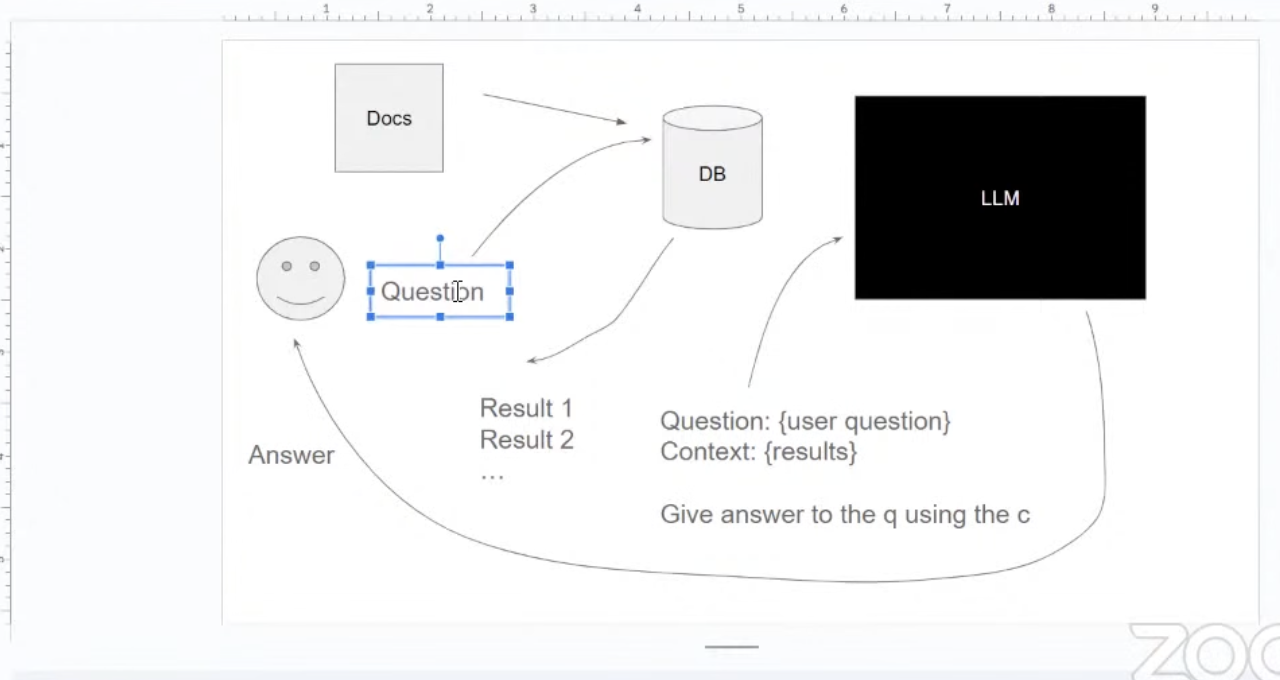 1 2 3 4 5 6 7 8 9
Docs
DB
LLM
Question
Result 1
Result 2
...
Question: {user question}
Context: {results}
Give answer to the q using the c
Answer